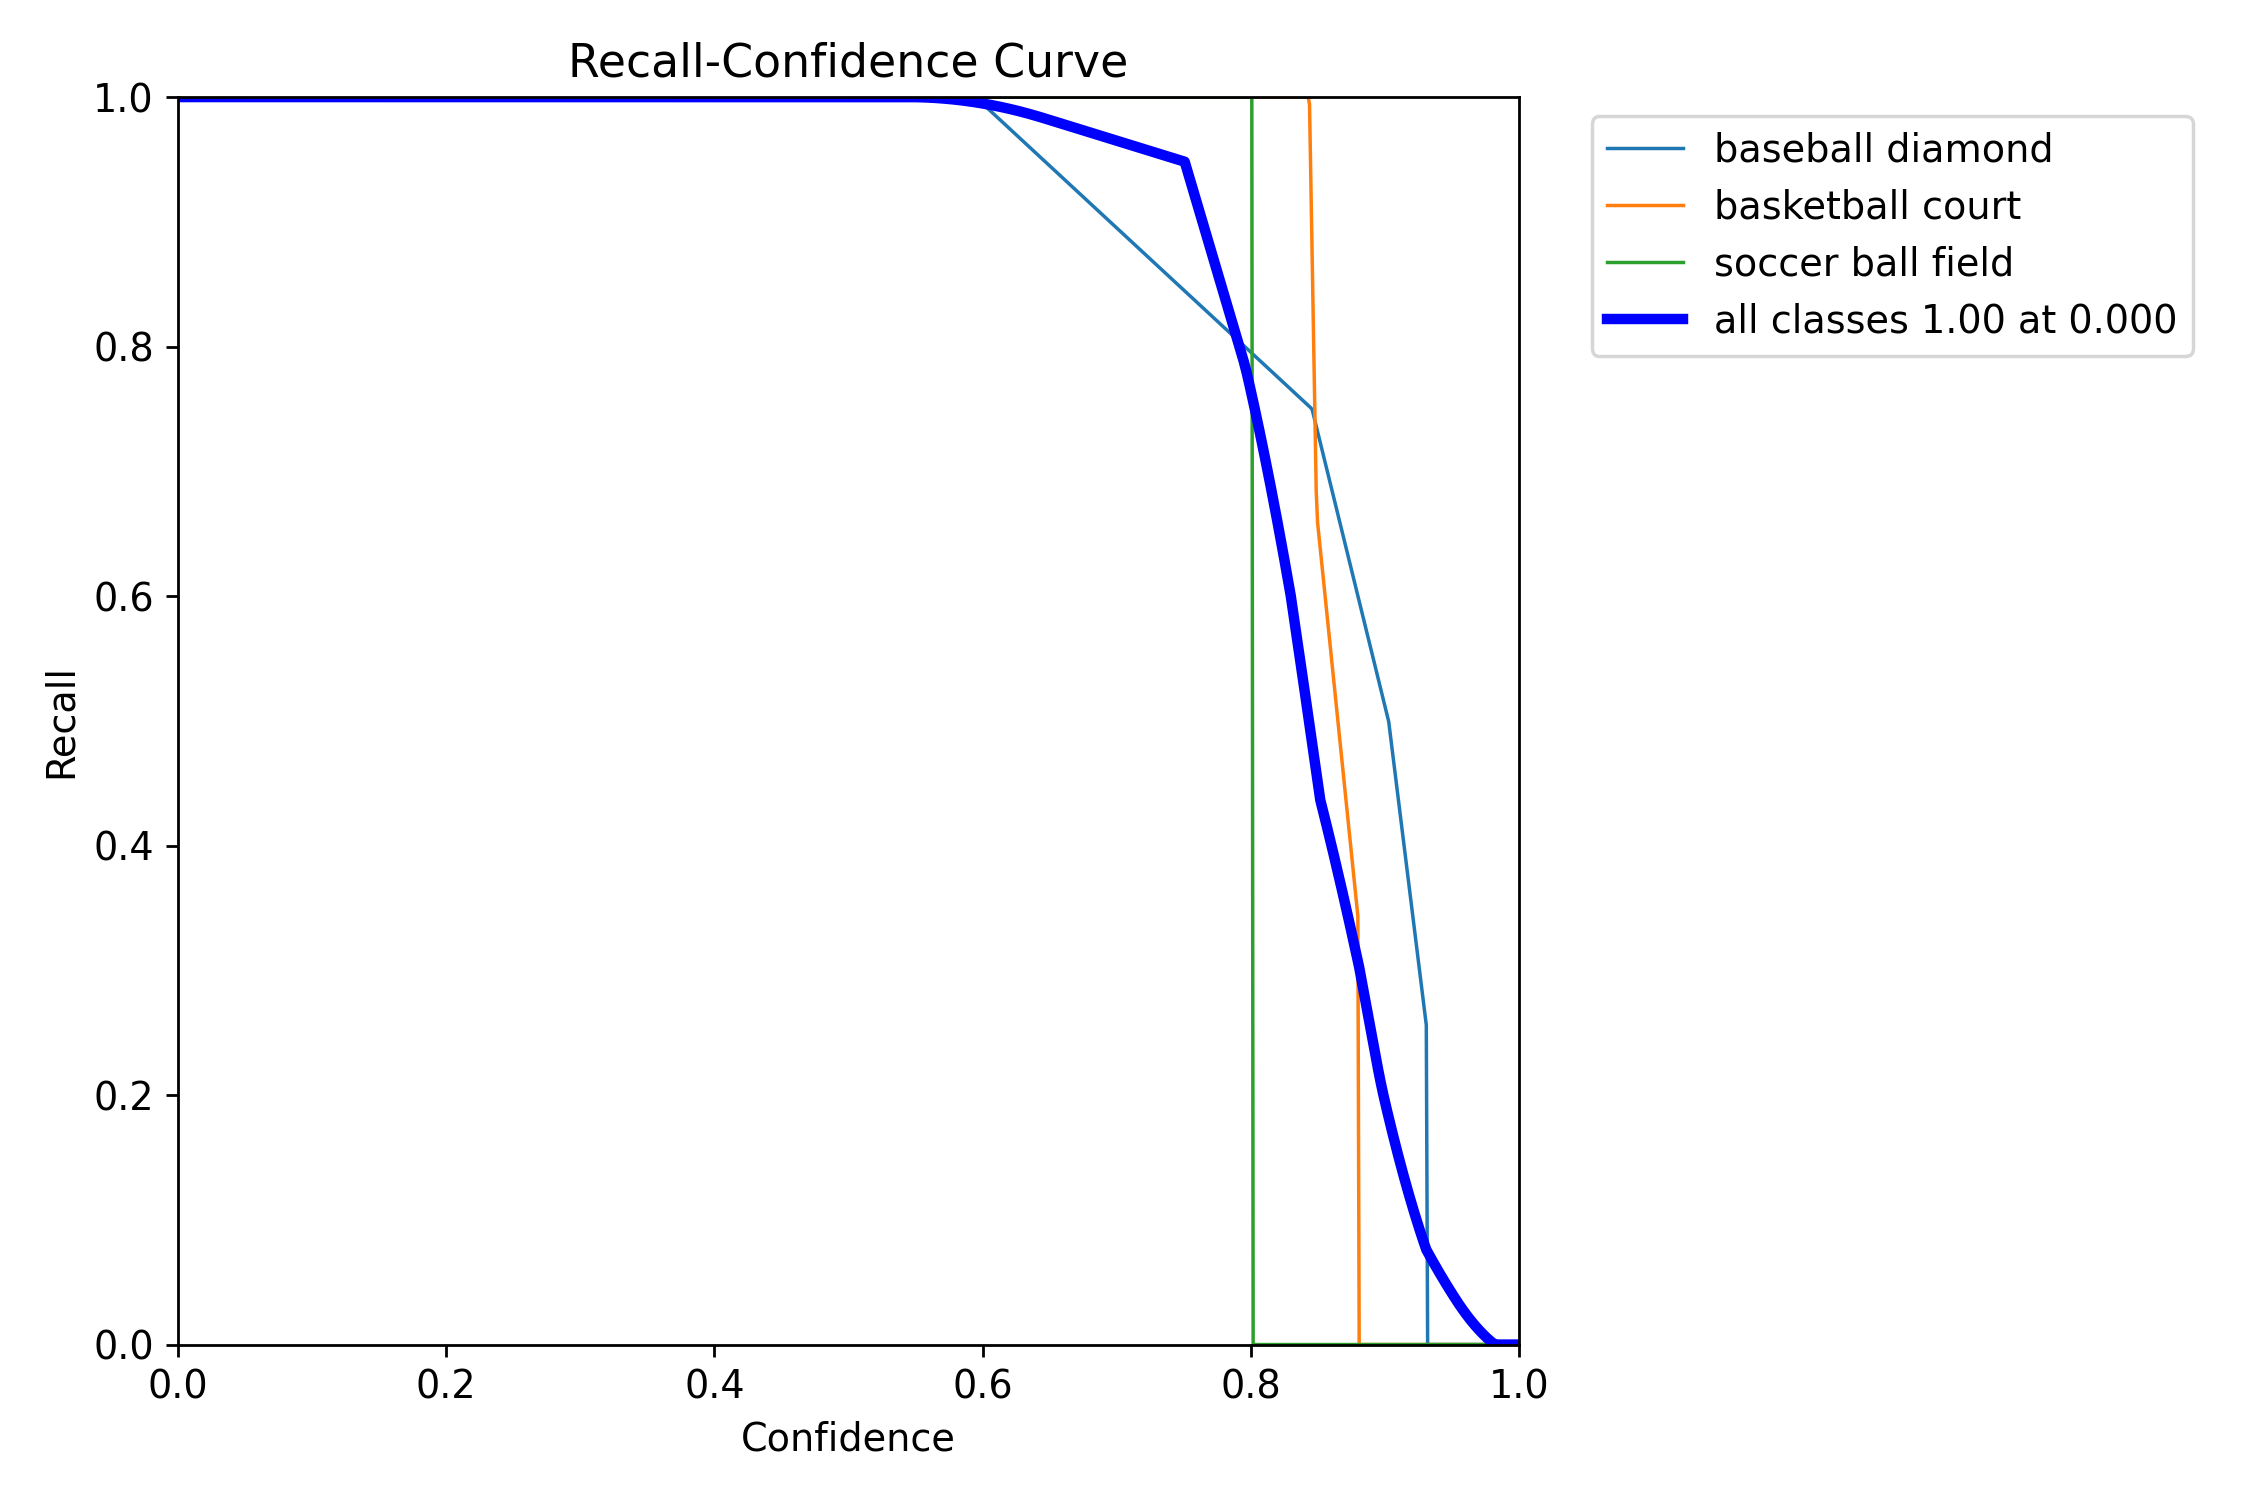 Recall-Confidence Curve
1.0
0.8
0.6
0.4
0.2
0.0
Recall
0.0 0.2 0.4 0.6 0.8 1.0
Confidence
baseball diamond
basketball court
soccer ball field
all classes 1.00 at 0.000